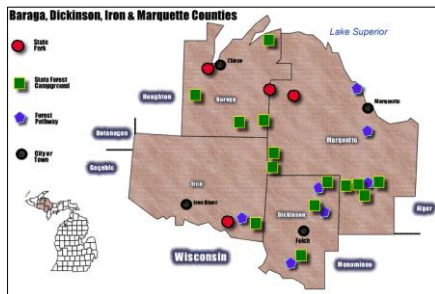 Baraga, Dickinson, Iron & Marquette Counties
Lake Superior
State
Park
State Forest
Campground
Forest
Pathway
City or
Town
L'Anse
Houghton
Baraga
Marquette
Ontonagon
Marquette
Gogebic
Iron
Iron River
Dickinson
Alger
Felch
Wisconsin
Menominee